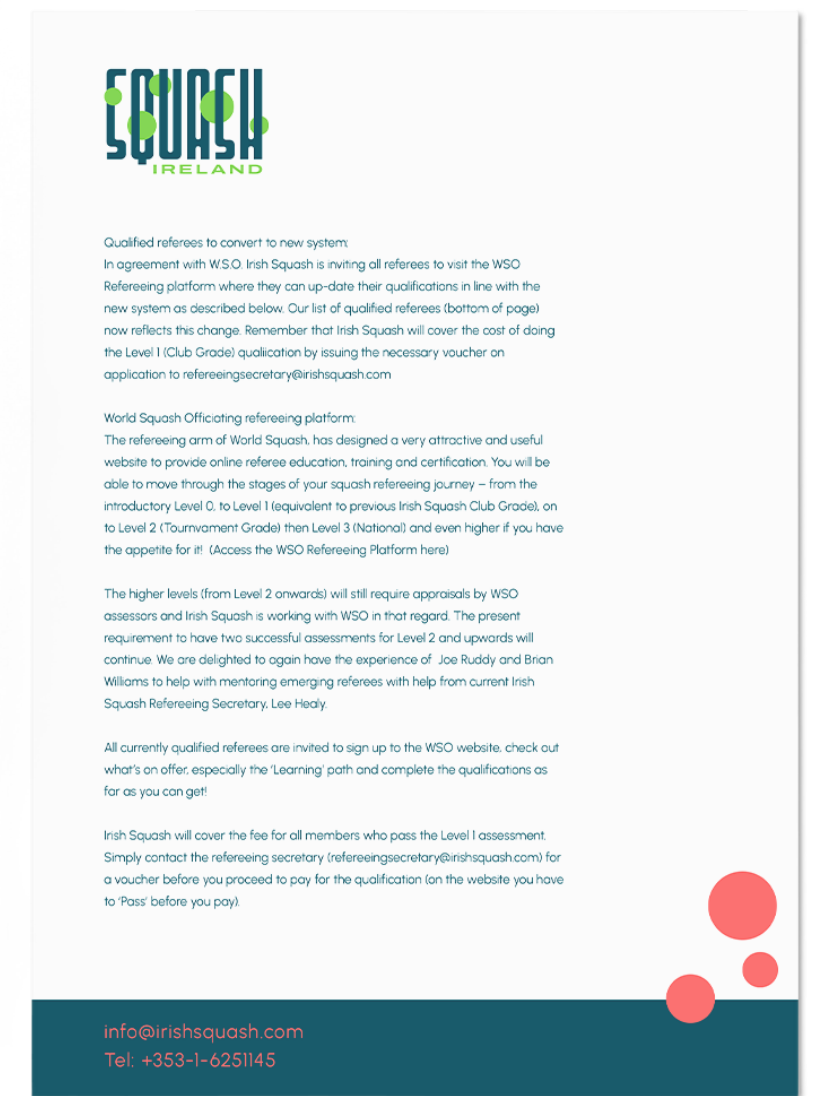 SQUASH
IRELAND
Qualified referees to convert to new system:
In agreement with W.S.O. Irish Squash is inviting all referees to visit the WSO
Refereeing platform where they can up-date their qualifications in line with the
new system as described below. Our list of qualified referees (bottom of page)
now reflects this change. Remember that Irish Squash will cover the cost of doing
the Level 1 (Club Grade) qualiication by issuing the necessary voucher on
application to refereeingsecretary@irishsquash.com
World Squash Officiating refereeing platform:
The refereeing arm of World Squash, has designed a very attractive and useful
website to provide online referee education, training and certification. You will be
able to move through the stages of your squash refereeing journey – from the
introductory Level 0, to Level 1 (equivalent to previous Irish Squash Club Grade), on
to Level 2 (Tournvament Grade) then Level 3 (National) and even higher if you have
the appetite for it!  (Access the WSO Refereeing Platform here)
The higher levels (from Level 2 onwards) will still require appraisals by WSO
assessors and Irish Squash is working with WSO in that regard. The present
requirement to have two successful assessments for Level 2 and upwards will
continue. We are delighted to again have the experience of  Joe Ruddy and Brian
Williams to help with mentoring emerging referees with help from current Irish
Squash Refereeing Secretary, Lee Healy.
All currently qualified referees are invited to sign up to the WSO website, check out
what's on offer, especially the 'Learning' path and complete the qualifications as
far as you can get!
Irish Squash will cover the fee for all members who pass the Level 1 assessment.
Simply contact the refereeing secretary (refereeingsecretary@irishsquash.com) for
a voucher before you proceed to pay for the qualification (on the website you have
to 'Pass' before you pay).
info@irishsquash.com
Tel: +353-1-6251145